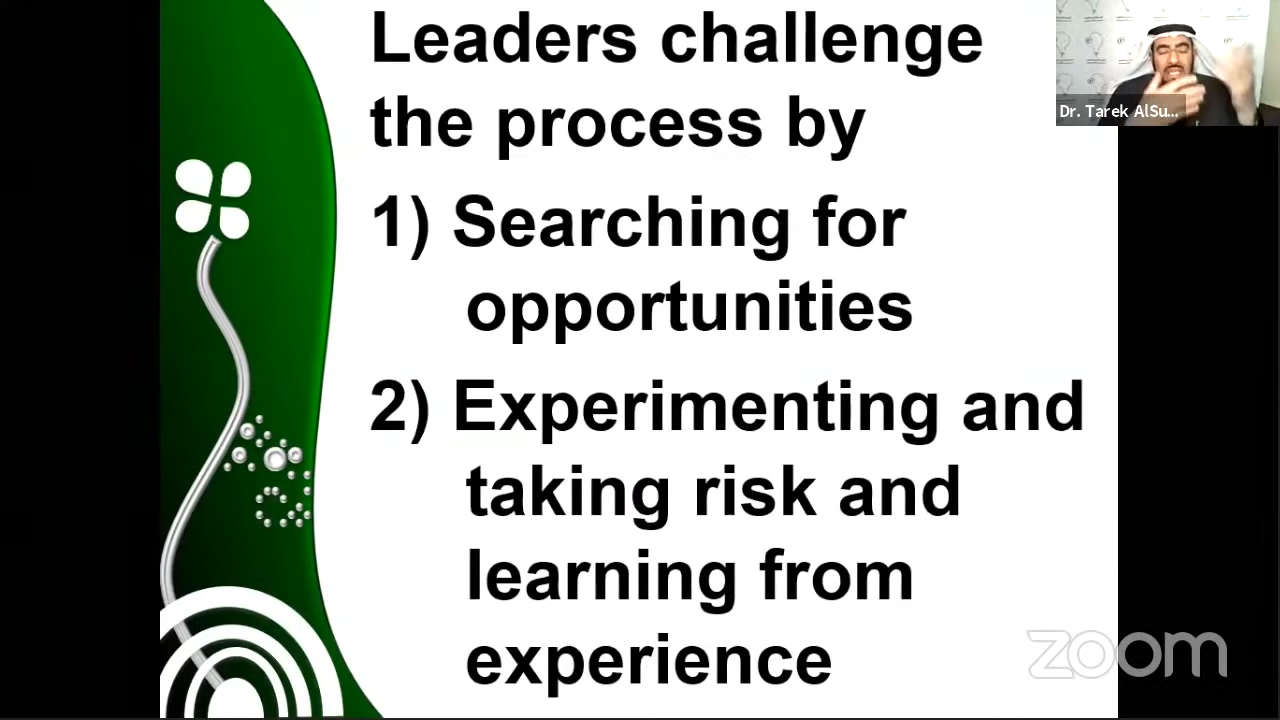 Leaders challenge
the process by
1) Searching for
opportunities
2) Experimenting and
taking risk and
learning from
experience
Dr. Tarek AlSu...
zoom